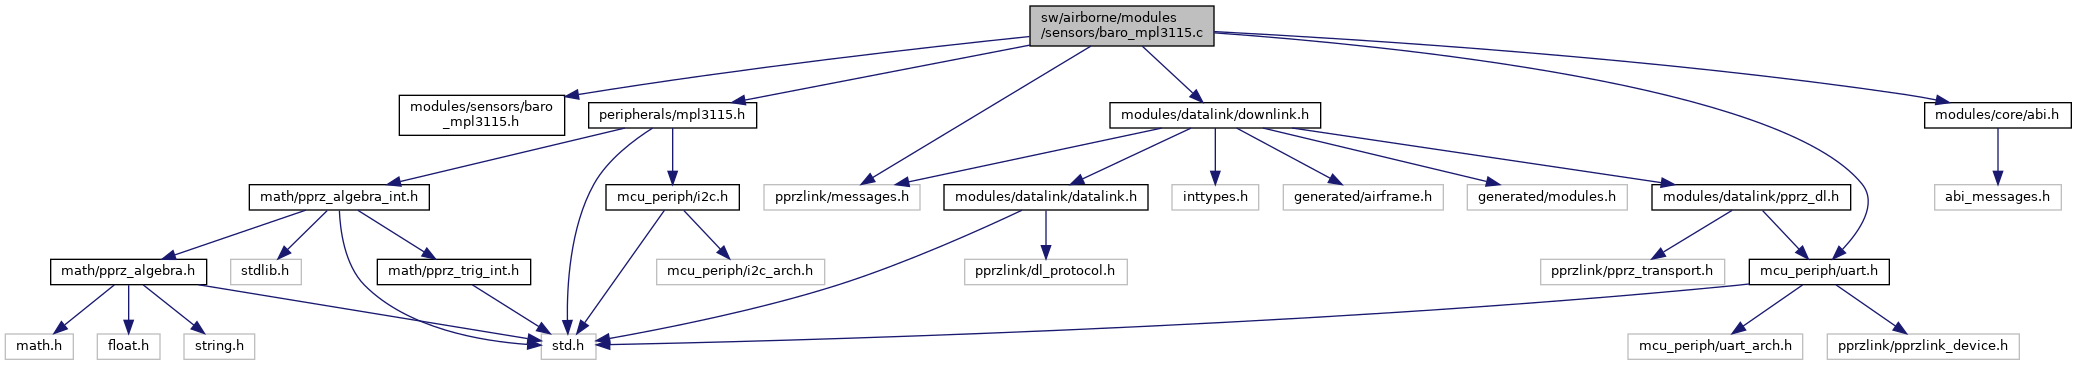 sw/airborne/modules
/sensors/baro_mpl3115.c
modules/sensors/baro
_mpl3115.h
peripherals/mpl3115.h
modules/datalink/downlink.h
modules/core/abi.h
math/pprz_algebra_int.h
mcu_periph/i2c.h
pprzlink/messages.h
modules/datalink/datalink.h
inttypes.h
generated/airframe.h
generated/modules.h
modules/datalink/pprz_dl.h
abi_messages.h
math/pprz_algebra.h
stdlib.h
math/pprz_trig_int.h
mcu_periph/i2c_arch.h
pprzlink/dl_protocol.h
pprzlink/pprz_transport.h
mcu_periph/uart.h
math.h
float.h
string.h
std.h
mcu_periph/uart_arch.h
pprzlink/pprzlink_device.h